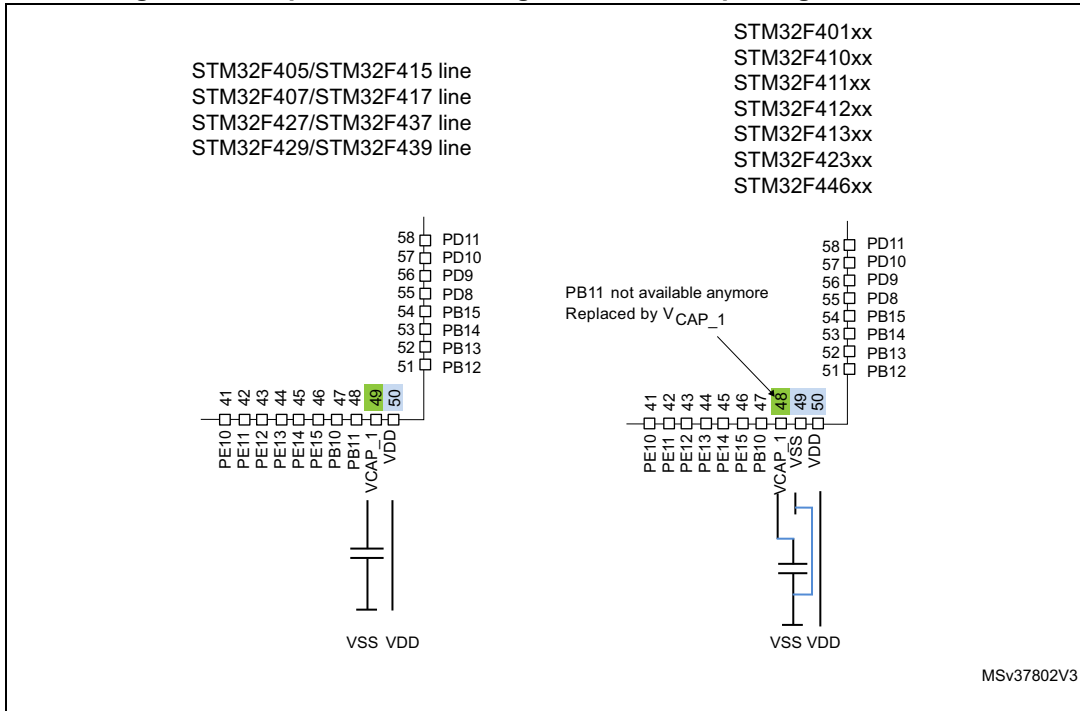 STM32F405/STM32F415 line
STM32F407/STM32F417 line
STM32F427/STM32F437 line
STM32F429/STM32F439 line
58 PD11
57 PD10
56 PD9
55 PD8
54 PB15
53 PB14
52 PB13
51 PB12
41 42 43 44 45 46 47 48 49 50
PE10 PE11 PE12 PE13 PE14 PE15 PB10 PB11 VCAP_1 VDD
VSS VDD
STM32F401xx
STM32F410xx
STM32F411xx
STM32F412xx
STM32F413xx
STM32F423xx
STM32F446xx
PB11 not available anymore
Replaced by VCAP_1
58 PD11
57 PD10
56 PD9
55 PD8
54 PB15
53 PB14
52 PB13
51 PB12
41 42 43 44 45 46 47 48 49 50
PE10 PE11 PE12 PE13 PE14 PE15 PB10 VCAP_1 VSS VDD
VSS VDD
MSv37802V3